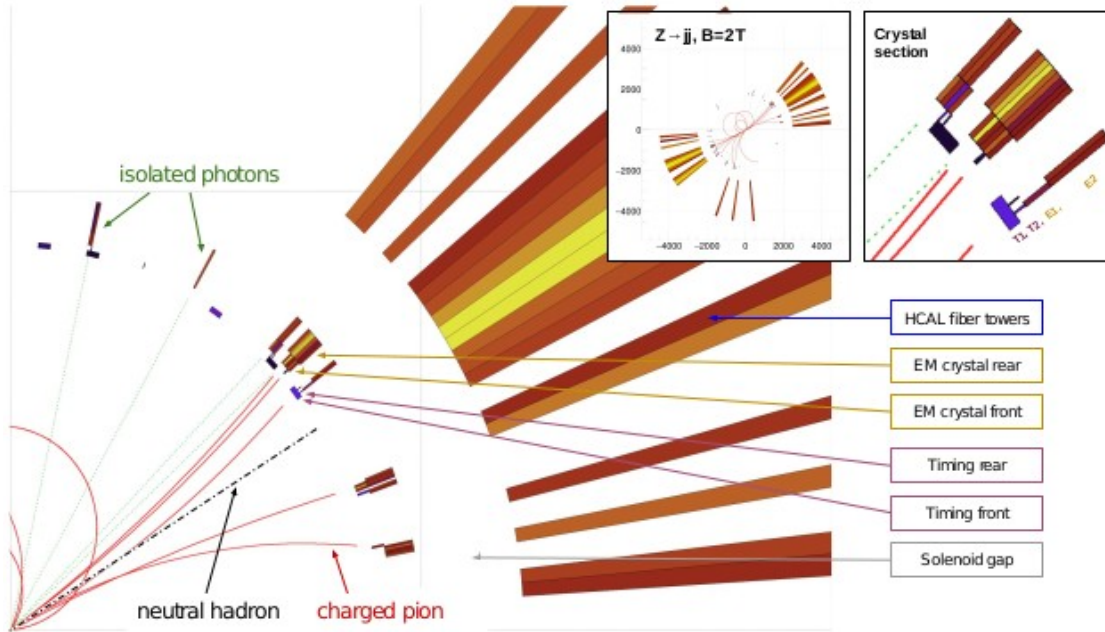 Z→jj, B=2T
4000
2000
0
−2000
−4000
−4000 −2000 0 2000 4000
Crystal
section
T1, T2, E1, E2
isolated photons
HCAL fiber towers
EM crystal rear
EM crystal front
Timing rear
Timing front
Solenoid gap
neutral hadron
charged pion